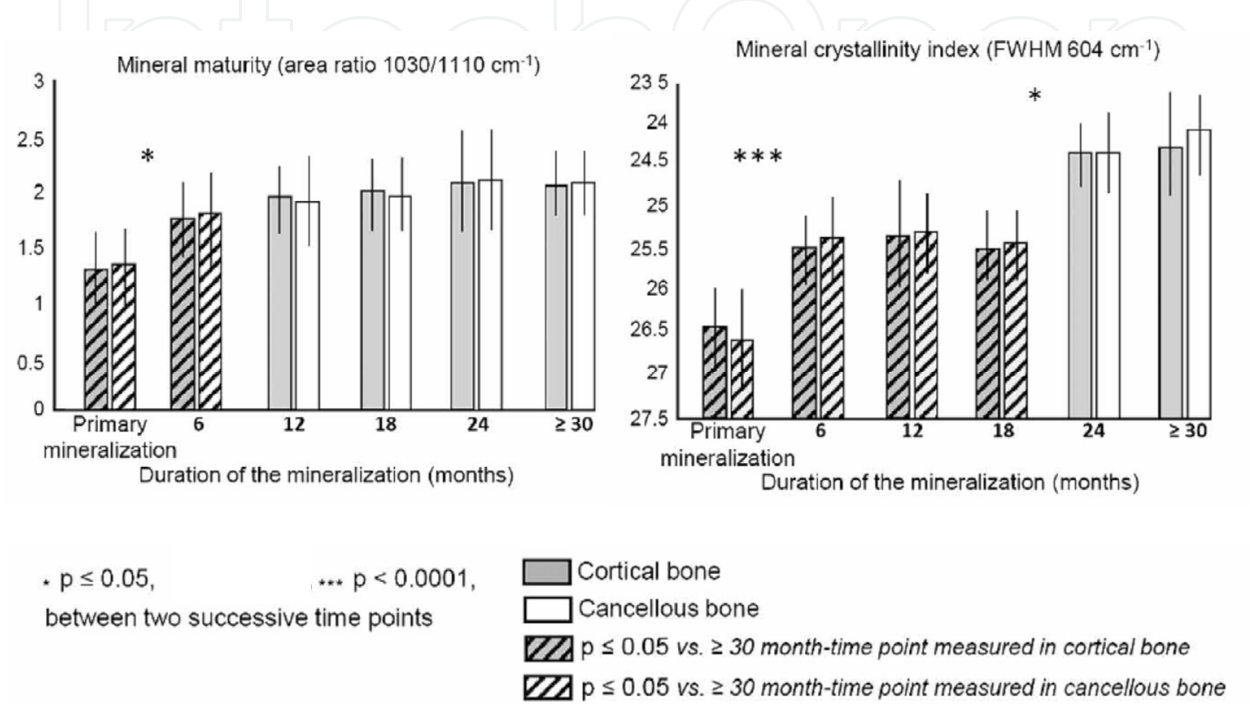 Mineral maturity (area ratio 1030/1110 cm-1)
3
2.5
2
1.5
1
0.5
0
Primary mineralization
6
12
18
24
≥ 30
Duration of the mineralization (months)
Mineral crystallinity index (FWHM 604 cm-1)
23 5
24
24.5
25
25.5
26
26.5
27
27.5
Primary mineralization
6
12
18
24
≥ 30
Duration of the mineralization (months)
*
***
*
* p ≤ 0.05,
*** p < 0.0001,
between two successive time points
Cortical bone
Cancellous bone
p ≤ 0.05 vs. ≥ 30 month-time point measured in cortical bone
p ≤ 0.05 vs. ≥ 30 month-time point measured in cancellous bone